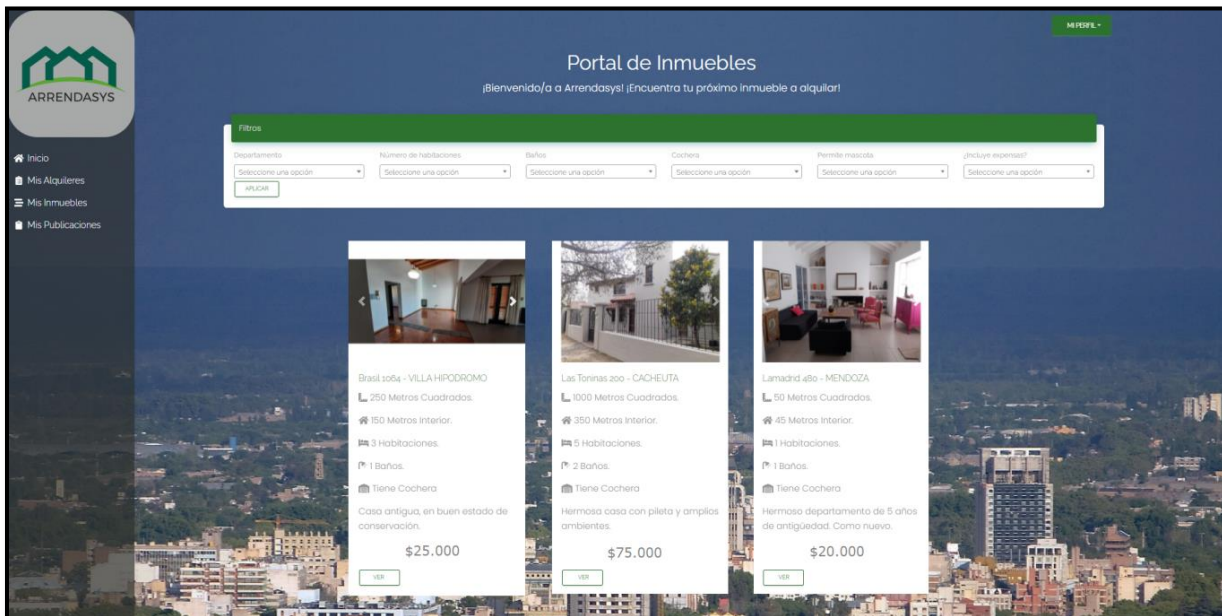 MI PERFIL
ARRENDASYS
Portal de Inmuebles
¡Bienvenido/a a Arrendasys! ¡Encuentra tu próximo inmueble a alquilar!
Inicio
Mis Alquileres
Mis Inmuebles
Mis Publicaciones
Filtros
Departamento Número de habitaciones Baños Cochera Permite mascota ¿Incluye expensas?
Seleccione una opción Seleccione una opción Seleccione una opción Seleccione una opción Seleccione una opción Seleccione una opción
APLICAR
Brasil 1064 - VILLA HIPODROMO
250 Metros Cuadrados.
150 Metros Interior.
3 Habitaciones.
1 Baños.
Tiene Cochera
Casa antigua, en buen estado de
conservación.
$25.000
VER
Las Toninas 200 - CACHEUTA
1000 Metros Cuadrados.
350 Metros Interior.
5 Habitaciones.
2 Baños.
Tiene Cochera
Hermosa casa con pileta y amplios
ambientes.
$75.000
VER
Lamadrid 480 - MENDOZA
50 Metros Cuadrados.
45 Metros Interior.
1 Habitaciones.
1 Baños.
Tiene Cochera
Hermoso departamento de 5 años
de antigüedad. Como nuevo.
$20.000
VER